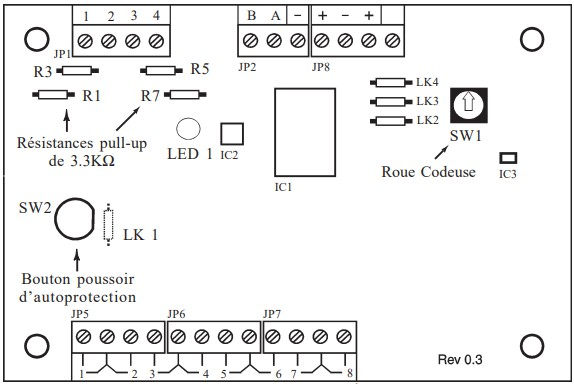 1 2 3 4
B A – + – +
JP1
JP2
JP8
R3
R5
R1
R7
LK4
LK3
LK2
SW1
Résistances pull-up
de 3.3KΩ
LED 1
IC2
IC1
Roue Codeuse
IC3
SW2
LK 1
Bouton poussoir
d'autoprotection
JP5
JP6
JP7
1 2 3 4 5 6 7 8
Rev 0.3